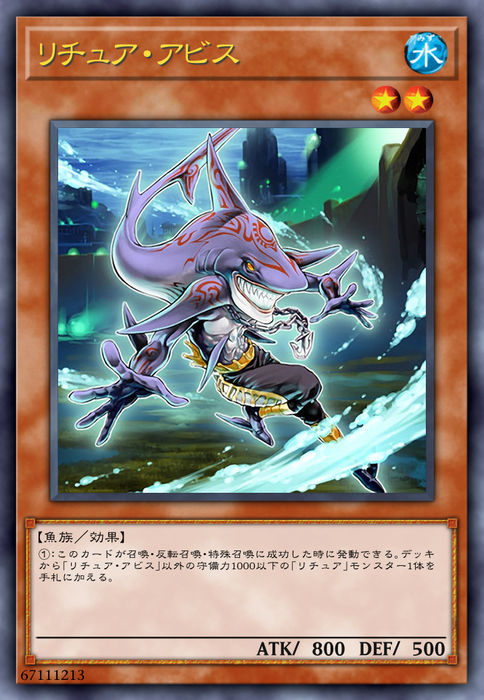 リチュア・アビス
みず
水
【魚族／効果】
①:このカードが召喚・反転召喚・特殊召喚に成功した時に発動できる。デッキ
から「リチュア・アビス」以外の守備力1000以下の「リチュア」モンスター1体を
手札に加える。
ATK/ 800 DEF/ 500
67111213